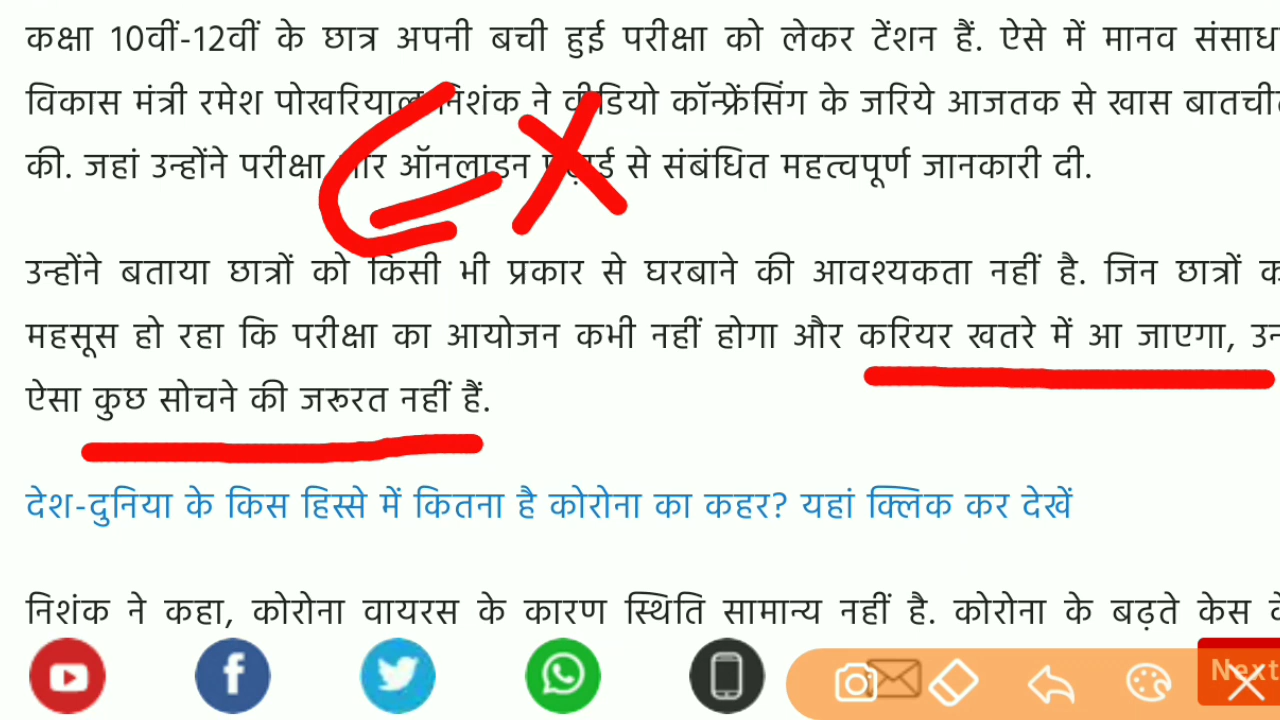 कक्षा 10वीं-12वीं के छात्र अपनी बची हुई परीक्षा को लेकर टेंशन हैं. ऐसे में मानव
विकास मंत्री रमेश पोखरियाल निशंक ने वीडियो कॉन्फ्रेंसिंग के जरिये आजतक से खास
की. जहां उन्होंने परीक्षा और ऑनलाइन पढ़ाई से संबंधित महत्वपूर्ण जानकारी दी.
उन्होंने बताया छात्रों को किसी भी प्रकार से घरबाने की आवश्यकता नहीं है. जिन छात्रों
महसूस हो रहा कि परीक्षा का आयोजन कभी नहीं होगा और करियर खतरे में आ जाएगा,
ऐसा कुछ सोचने की जरूरत नहीं हैं.
देश-दुनिया के किस हिस्से में कितना है कोरोना का कहर? यहां क्लिक कर देखें
निशंक ने कहा, कोरोना वायरस के कारण स्थिति सामान्य नहीं है. कोरोना के बढ़ते केस
Next